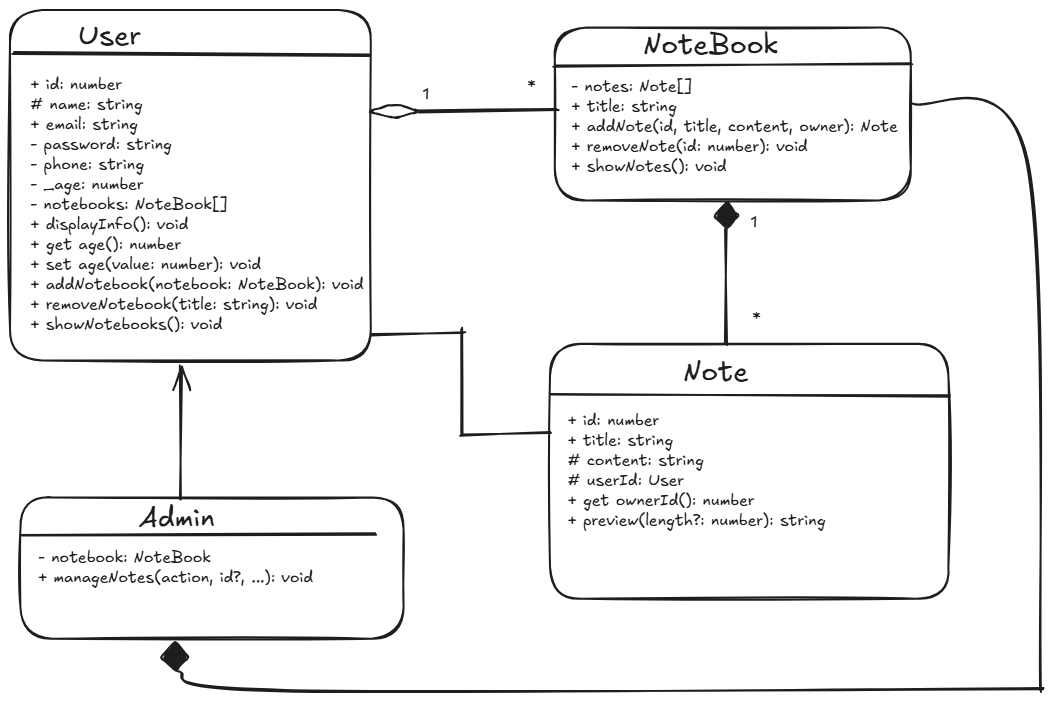 User
+ id: number
# name: string
+ email: string
- password: string
- phone: string
- _age: number
- notebooks: NoteBook[]
+ displayInfo(): void
+ get age(): number
+ set age(value: number): void
+ addNotebook(notebook: NoteBook): void
+ removeNotebook(title: string): void
+ showNotebooks(): void
1
*
NoteBook
- notes: Note[]
+ title: string
+ addNote(id, title, content, owner): Note
+ removeNote(id: number): void
+ showNotes(): void
1
*
Note
+ id: number
+ title: string
# content: string
# userId: User
+ get ownerId(): number
+ preview(length?: number): string
Admin
- notebook: NoteBook
+ manageNotes(action, id?, ...): void